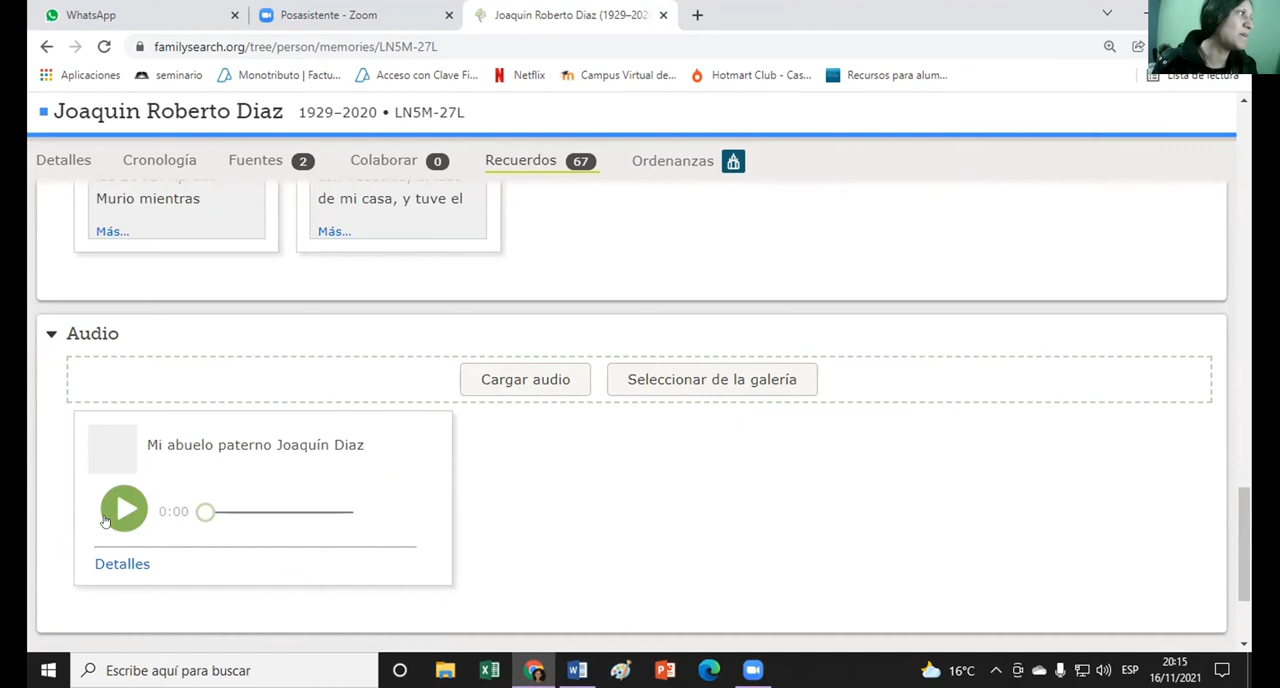 WhatsApp
Posasistente - Zoom
Joaquin Roberto Diaz (1929–202
familysearch.org/tree/person/memories/LN5M-27L
Aplicaciones
seminario
Monotributo | Factu...
Acceso con Clave Fi...
Netflix
Campus Virtual de...
Hotmart Club - Cas...
Recursos para alum...
Lista de lectura
Joaquin Roberto Diaz 1929–2020 • LN5M-27L
Detalles
Cronología
Fuentes 2
Colaborar 0
Recuerdos 67
Ordenanzas
Murio mientras
Más...
de mi casa, y tuve el
Más...
Audio
Cargar audio
Seleccionar de la galería
Mi abuelo paterno Joaquín Diaz
0:00
Detalles
Escribe aquí para buscar
16°C
ESP
20:15
16/11/2021